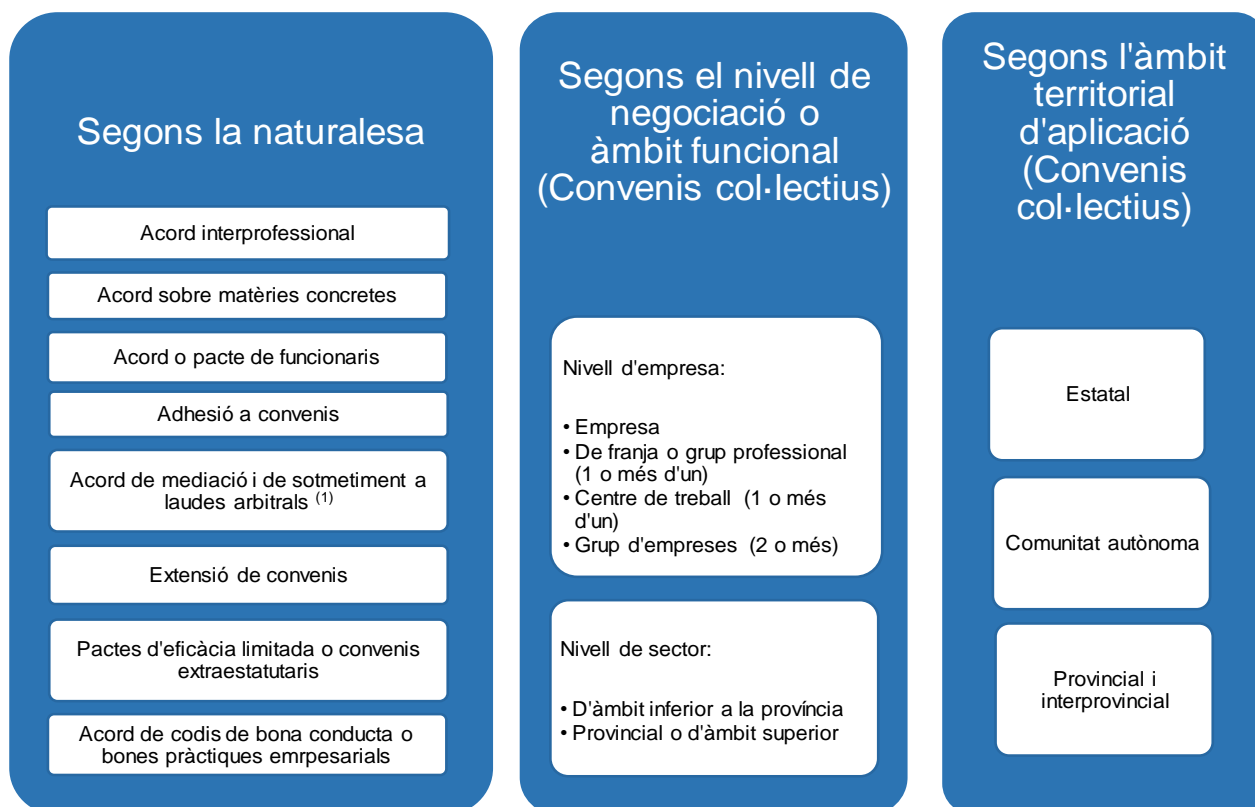 Segons la naturalesa
Acord interprofessional
Acord sobre matèries concretes
Acord o pacte de funcionaris
Adhesió a convenis
Acord de mediació i de sotmetiment a
laudes arbitrals (1)
Extensió de convenis
Pactes d'eficàcia limitada o convenis
extraestatutaris
Acord de codis de bona conducta o
bones pràctiques emrpesarials
Segons el nivell de
negociació o
àmbit funcional
(Convenis col·lectius)
Nivell d'empresa:
• Empresa
• De franja o grup professional
(1 o més d'un)
• Centre de treball (1 o més
d'un)
• Grup d'empreses (2 o més)
Nivell de sector:
• D'àmbit inferior a la província
• Provincial o d'àmbit superior
Segons l'àmbit
territorial
d'aplicació
(Convenis
col·lectius)
Estatal
Comunitat autònoma
Provincial i
interprovincial